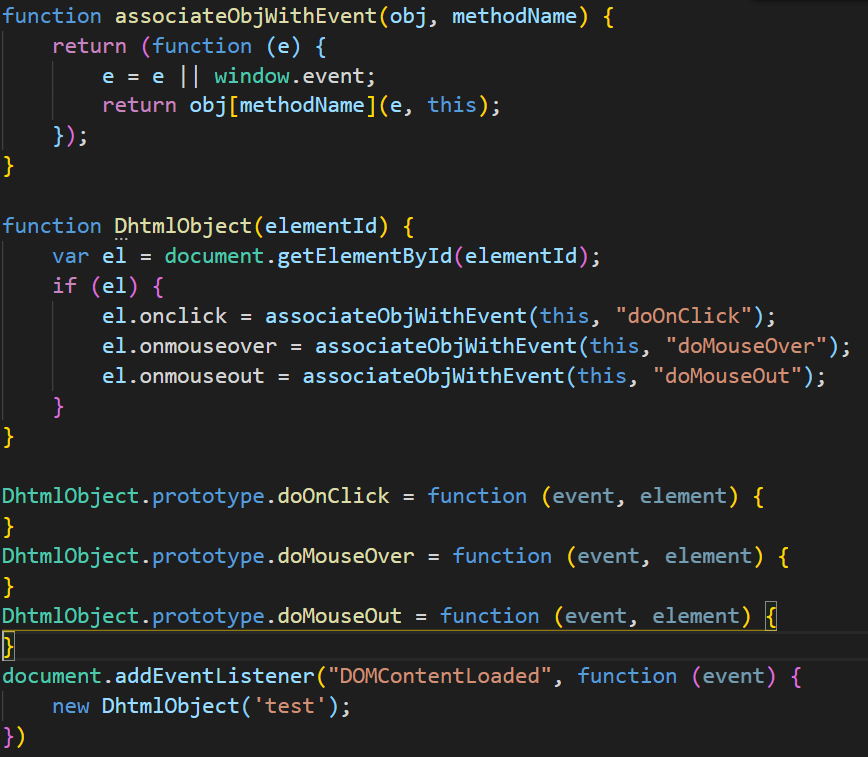 function associateObjWithEvent(obj, methodName) {
    return (function (e) {
        e = e || window.event;
        return obj[methodName](e, this);
    });
}

function DhtmlObject(elementId) {
    var el = document.getElementById(elementId);
    if (el) {
        el.onclick = associateObjWithEvent(this, "doOnClick");
        el.onmouseover = associateObjWithEvent(this, "doMouseOver");
        el.onmouseout = associateObjWithEvent(this, "doMouseOut");
    }
}

DhtmlObject.prototype.doOnClick = function (event, element) {
}
DhtmlObject.prototype.doMouseOver = function (event, element) {
}
DhtmlObject.prototype.doMouseOut = function (event, element) {
}
document.addEventListener("DOMContentLoaded", function (event) {
    new DhtmlObject('test');
})